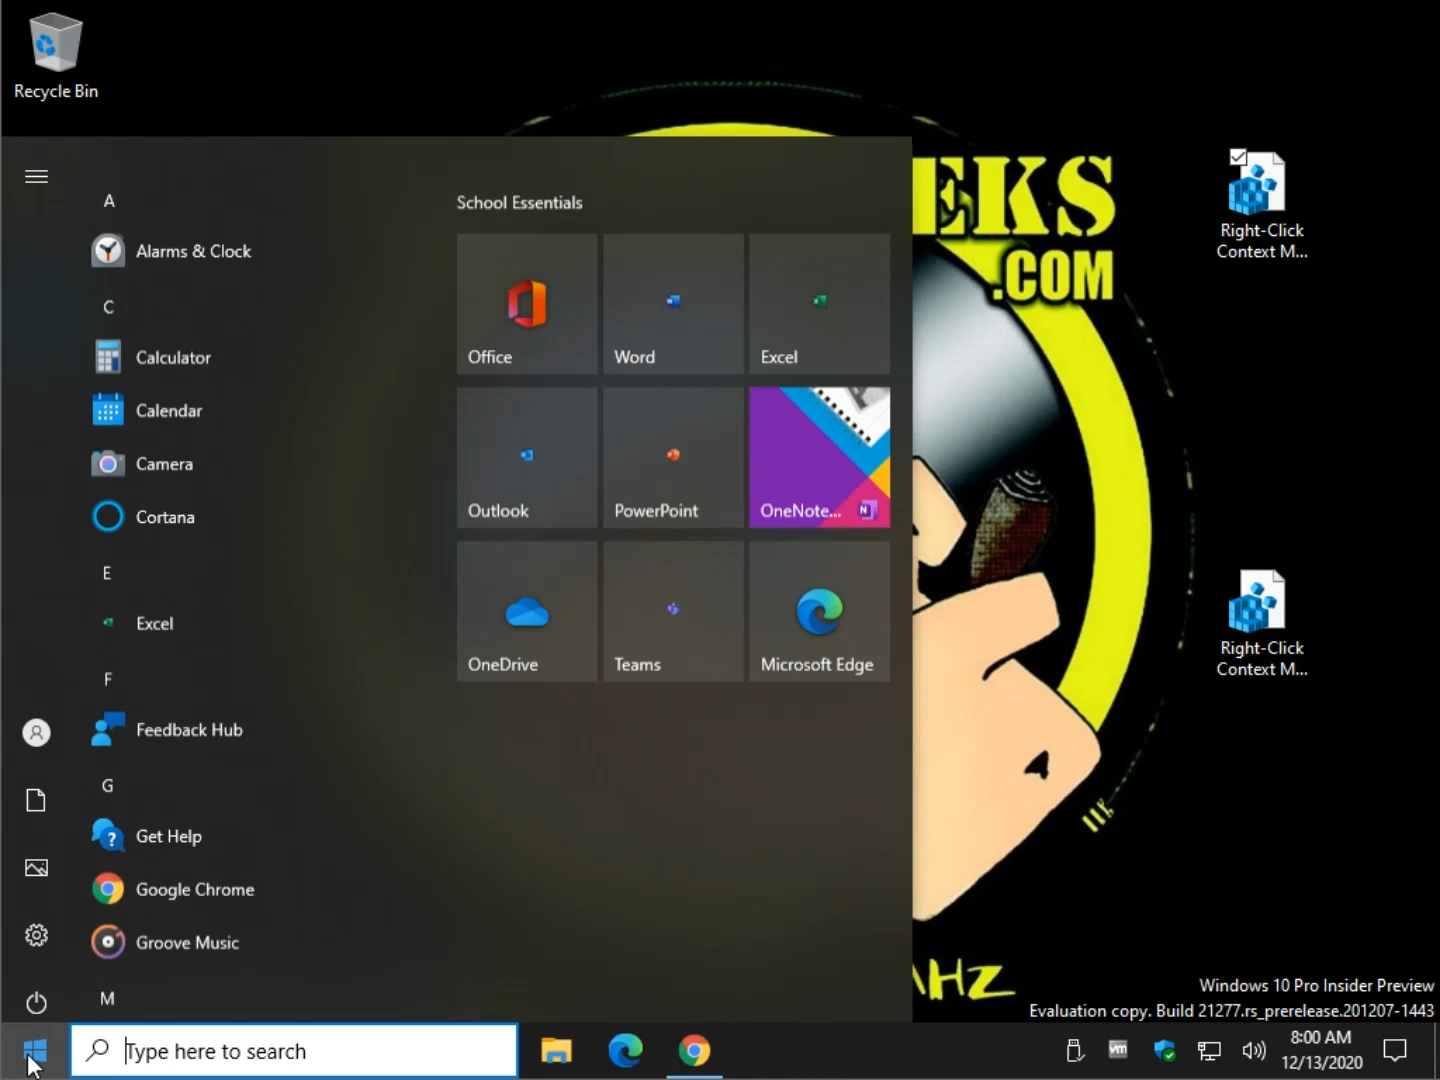 Recycle Bin
EKS
.COM
Right-Click
Context M...
A
Alarms & Clock
C
Calculator
Calendar
Camera
Cortana
E
Excel
F
Feedback Hub
G
Get Help
Google Chrome
Groove Music
M
School Essentials
Office
Word
Excel
Outlook
PowerPoint
OneNote...
OneDrive
Teams
Microsoft Edge
Right-Click
Context M...
AHZ
Windows 10 Pro Insider Preview
Evaluation copy. Build 21277.rs_prerelease.201207-1443
Type here to search
vm
8:00 AM
12/13/2020